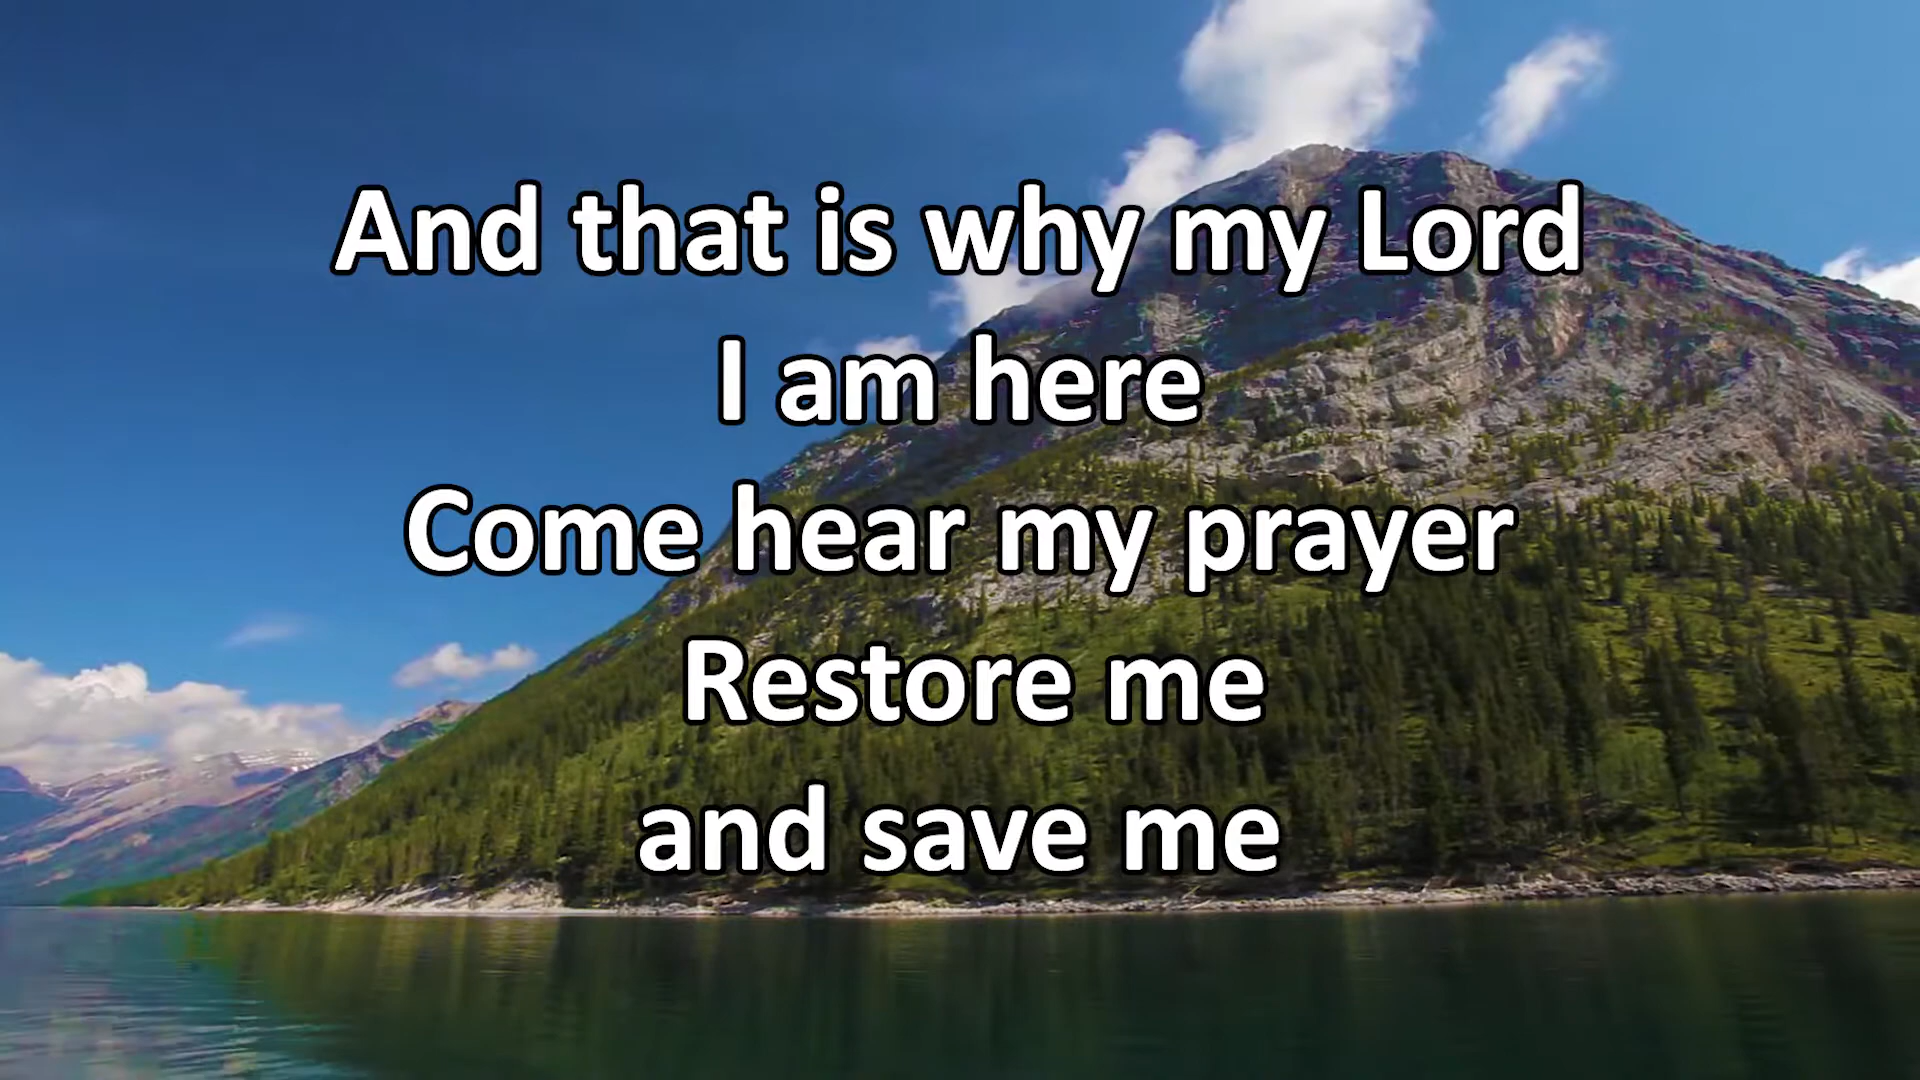 And that is why my Lord
I am here
Come hear my prayer
Restore me
and save me